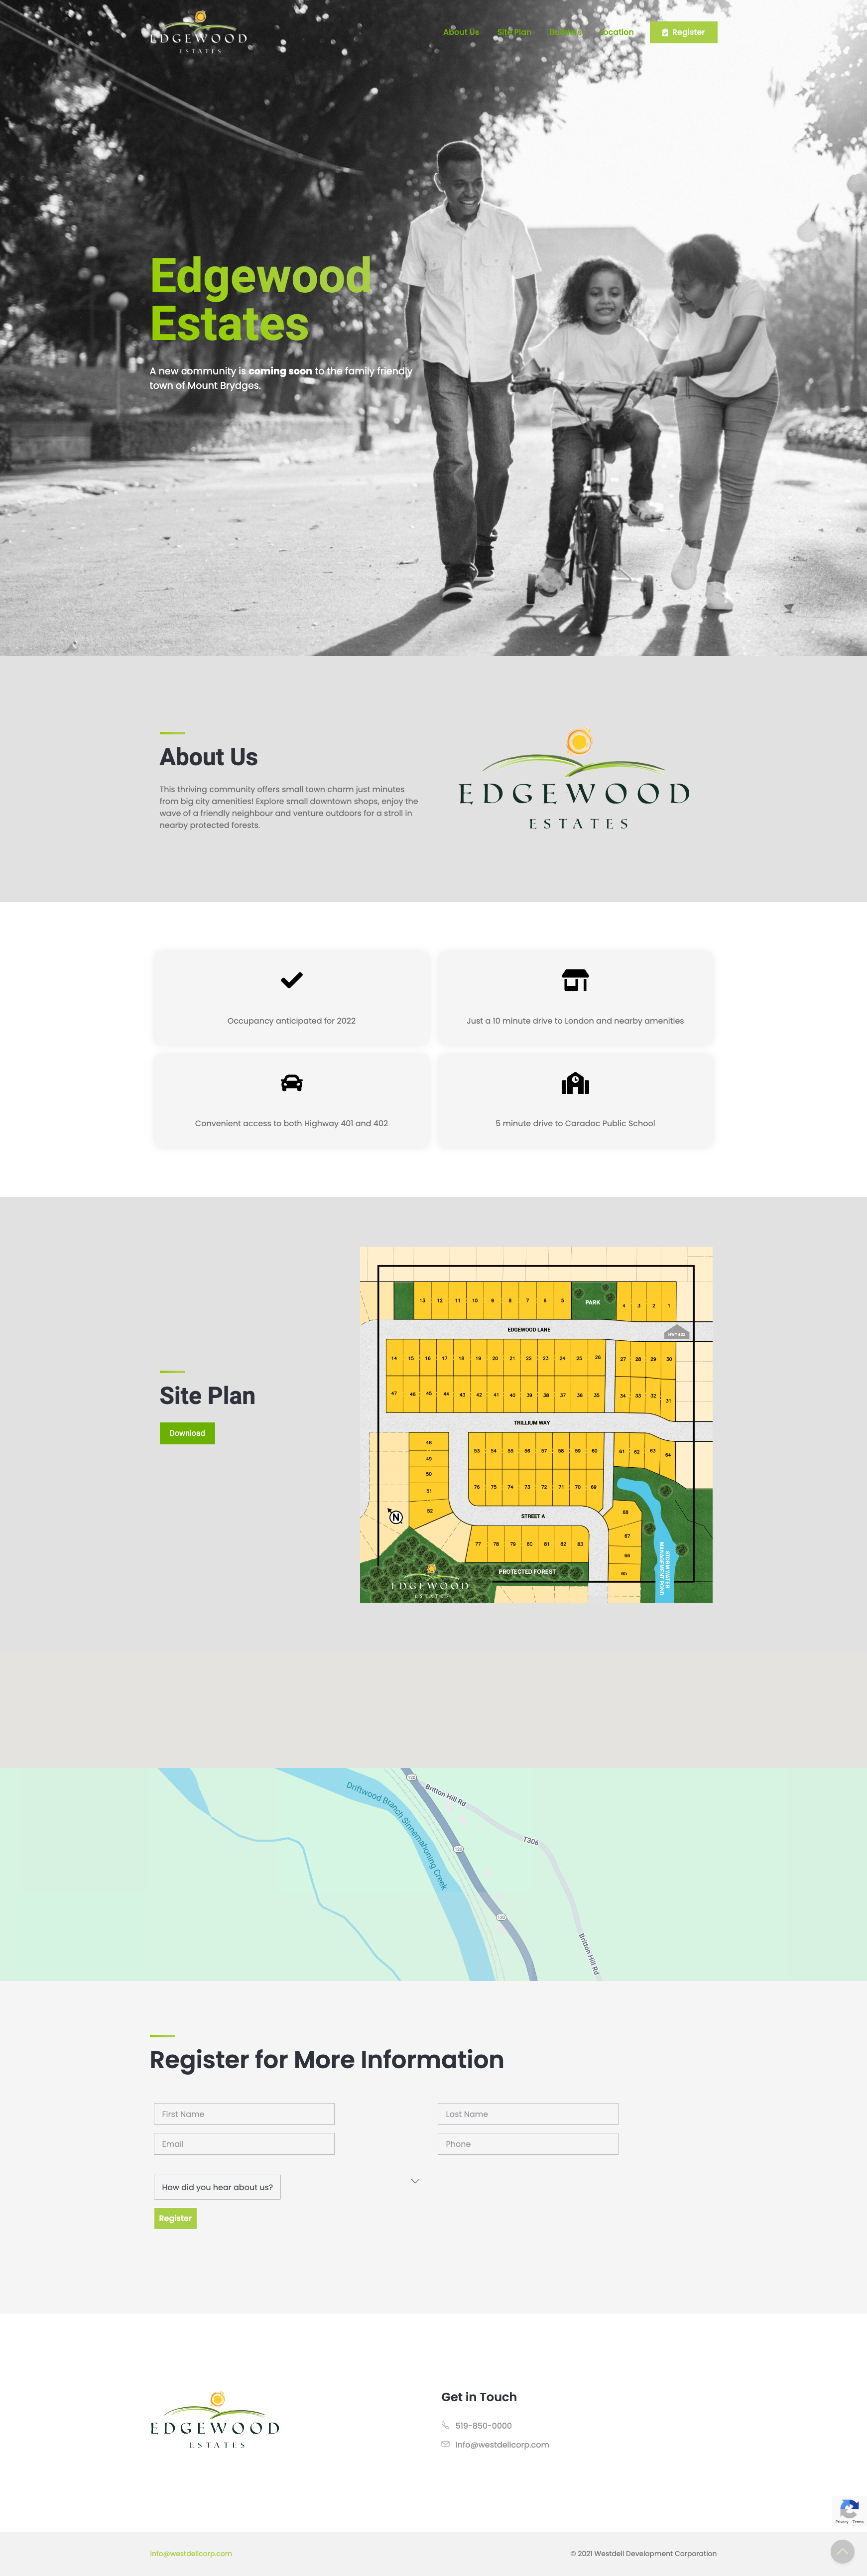 EDGEWOOD
ESTATES
About Us
Site Plan
Location
Register
Edgewood
Estates
A new community is coming soon to the family friendly
town of Mount Brydges.
About Us
This thriving community offers small town charm just minutes
from big city amenities! Explore small downtown shops, enjoy the
wave of a friendly neighbour and venture outdoors for a stroll in
nearby protected forests.
EDGEWOOD
ESTATES
Occupancy anticipated for 2022
Just a 10 minute drive to London and nearby amenities
Convenient access to both Highway 401 and 402
5 minute drive to Caradoc Public School
Site Plan
Download
13 12 11 10 9 8 7 6 5 PARK 4 3 2 1
EDGEWOOD LANE
HWY 402
14 15 16 17 18 19 20 21 22 23 24 25 26 27 28 29 30
47 46 45 44 43 42 41 40 39 38 37 36 35 34 33 32 31
TRILLIUM WAY
48 53 54 55 56 57 58 59 60 61 62 63 64
49
50
51 76 75 74 73 72 71 70 69
52
N
STREET A
68
67
66
65
77 78 79 80 81 82 83
PROTECTED FOREST
STORM WATER
MANAGEMENT POND
EDGEWOOD
ESTATES
120
Driftwood Branch Sinnemahoning Creek
Britton Hill Rd
T306
120
120
Britton Hill Rd
Register for More Information
First Name
Last Name
Email
Phone
How did you hear about us?
Register
EDGEWOOD
ESTATES
Get in Touch
519-850-0000
Info@westdellcorp.com
Privacy - Terms
Info@westdellcorp.com
© 2021 Westdell Development Corporation